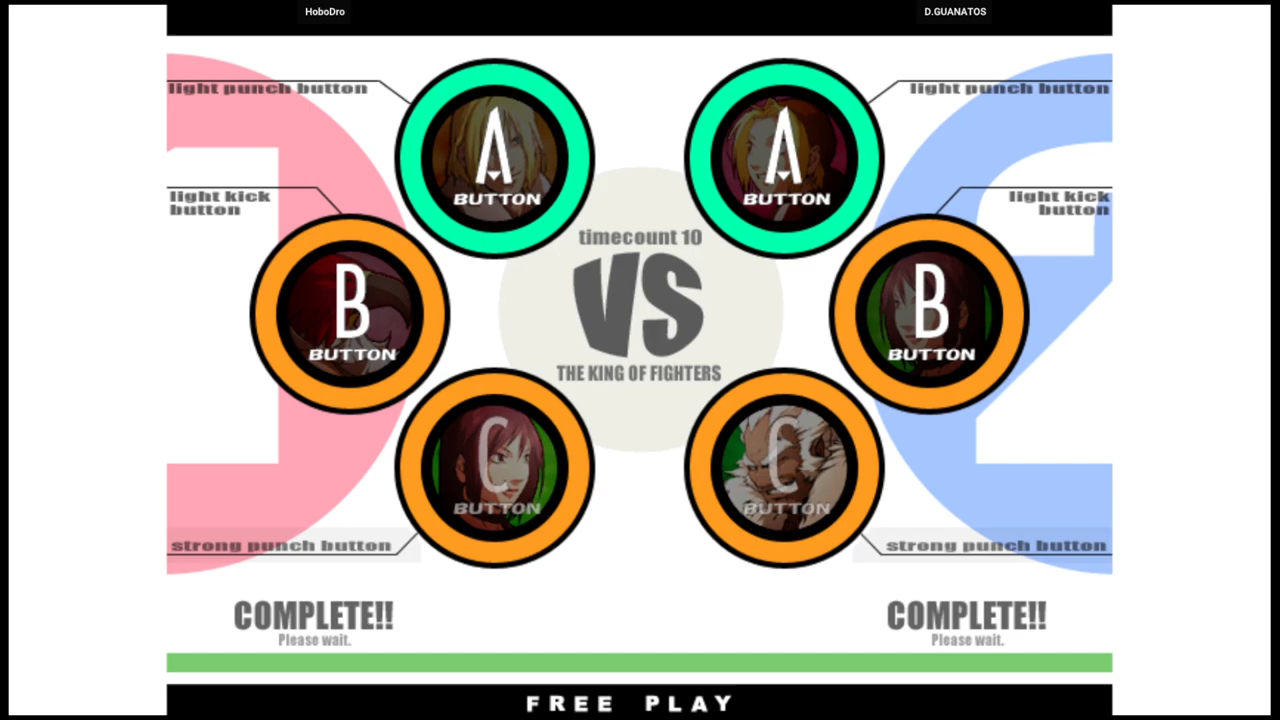 HoboDro
D.GUANATOS
light punch button
light punch button
A
BUTTON
A
BUTTON
light kick
button
light kick
button
B
BUTTON
B
BUTTON
timecount 10
VS
THE KING OF FIGHTERS
C
BUTTON
C
BUTTON
strong punch button
strong punch button
COMPLETE!!
Please wait.
COMPLETE!!
Please wait.
FREE PLAY
1
2